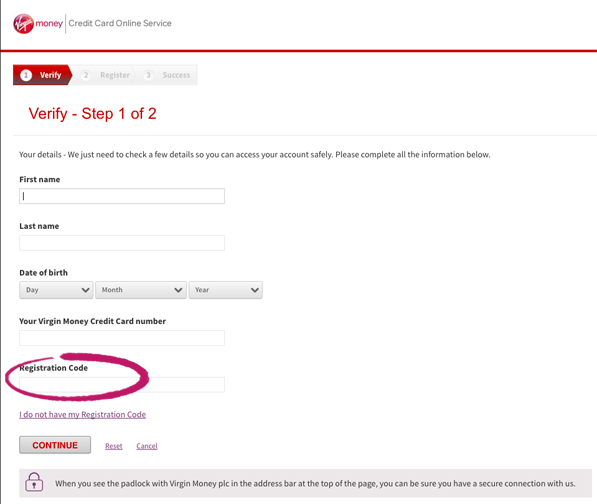 Virgin money Credit Card Online Service
1 Verify 2 Register 3 Success
Verify - Step 1 of 2
Your details - We just need to check a few details so you can access your account safely. Please complete all the information below.
First name
Last name
Date of birth
Day Month Year
Your Virgin Money Credit Card number
Registration Code
I do not have my Registration Code
CONTINUE Reset Cancel
When you see the padlock with Virgin Money plc in the address bar at the top of the page, you can be sure you have a secure connection with us.